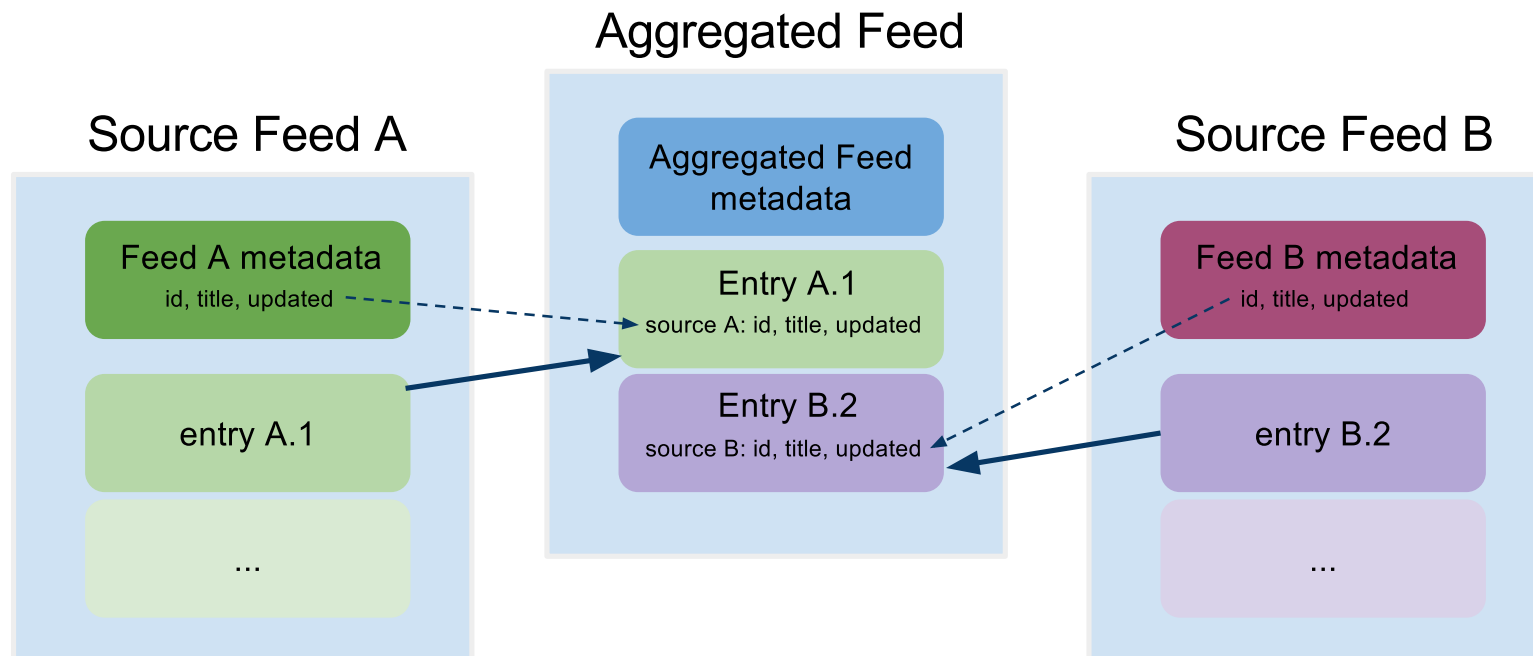 Aggregated Feed
Source Feed A
Source Feed B
Aggregated Feed
metadata
Feed A metadata
id, title, updated
Feed B metadata
id, title, updated
Entry A.1
source A: id, title, updated
entry A.1
Entry B.2
source B: id, title, updated
entry B.2
...
...